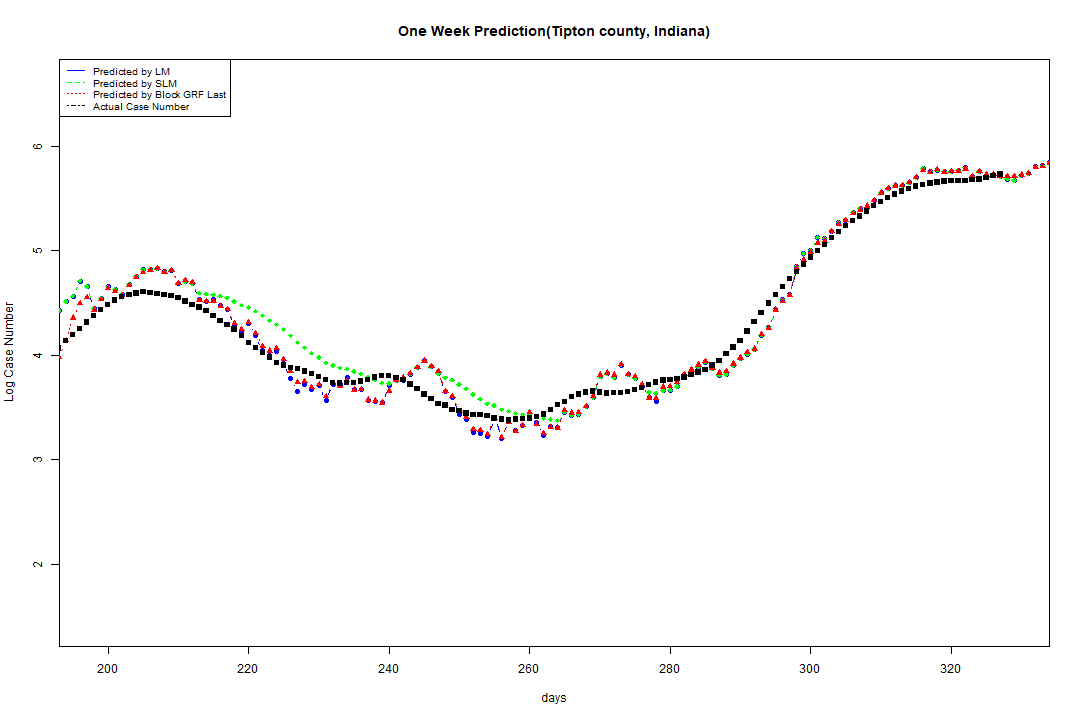 One Week Prediction(Tipton county, Indiana)
Predicted by LM
Predicted by SLM
Predicted by Block GRF Last
Actual Case Number
6
5
4
3
2
Log Case Number
200 220 240 260 280 300 320
days